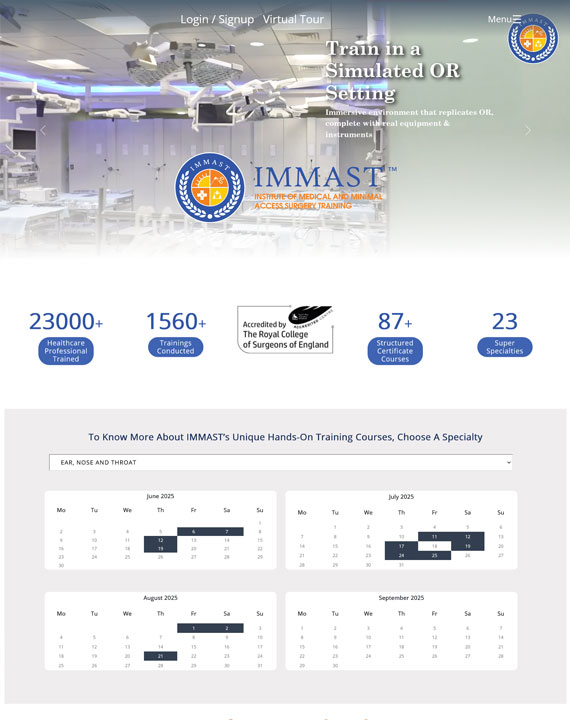 Login / Signup Virtual Tour
Menu
IMMAST
Train in a
Simulated OR
Setting
Immersive environment that replicates OR,
complete with real equipment &
instruments
IMMAST
IMMAST™
INSTITUTE OF MEDICAL AND MINIMAL
ACCESS SURGERY TRAINING
23000+
Healthcare
Professional
Trained
1560+
Trainings
Conducted
Accredited by
The Royal College
of Surgeons of England
87+
Structured
Certificate
Courses
23
Super
Specialties
To Know More About IMMAST's Unique Hands-On Training Courses, Choose A Specialty
EAR, NOSE AND THROAT
June 2025
Mo Tu We Th Fr Sa Su
1
2 3 4 5 6 7 8
9 10 11 12 13 14 15
16 17 18 19 20 21 22
23 24 25 26 27 28 29
30
July 2025
Mo Tu We Th Fr Sa Su
1 2 3 4 5 6
7 8 9 10 11 12 13
14 15 16 17 18 19 20
21 22 23 24 25 26 27
28 29 30 31
August 2025
Mo Tu We Th Fr Sa Su
1 2 3
4 5 6 7 8 9 10
11 12 13 14 15 16 17
18 19 20 21 22 23 24
25 26 27 28 29 30 31
September 2025
Mo Tu We Th Fr Sa Su
1 2 3 4 5 6 7
8 9 10 11 12 13 14
15 16 17 18 19 20 21
22 23 24 25 26 27 28
29 30